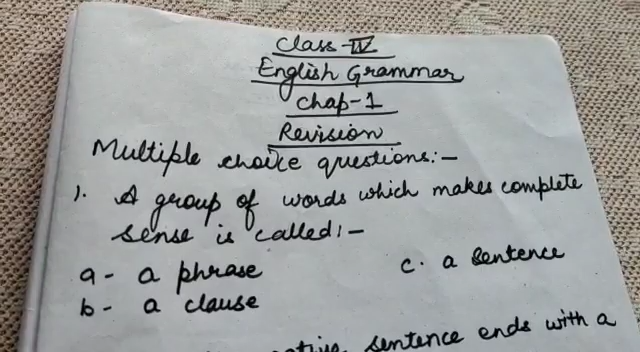 Class-IV
English Grammar
Chap-1
Revision
Multiple choice questions:-
1. A group of words which makes complete
sense is called:-
a- a phrase
c. a sentence
b- a clause
sentence ends with a